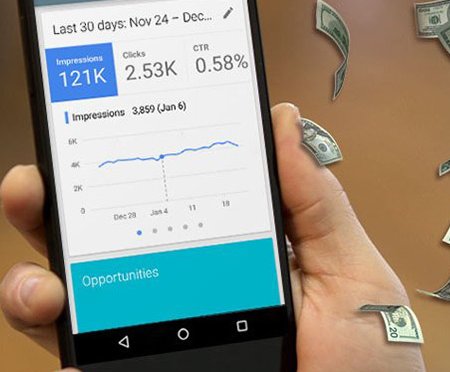 Last 30 days: Nov 24 – Dec...
Impressions
121K
Clicks
2.53K
CTR
0.58%
Impressions 3,859 (Jan 6)
6K
4K
2K
0
Dec 28 Jan 4 11 18
Opportunities
20